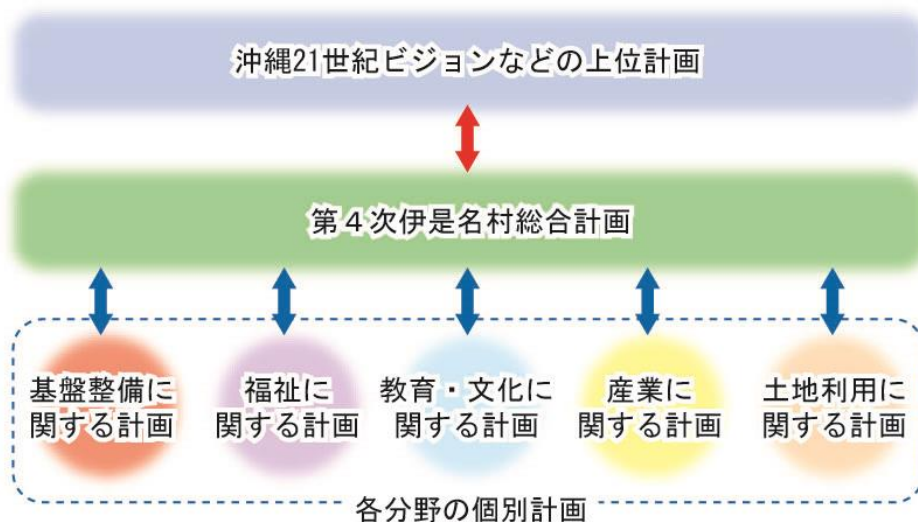 沖縄21世紀ビジョンなどの上位計画
第４次伊是名村総合計画
基盤整備に
関する計画
福祉に
関する計画
教育・文化に
関する計画
産業に
関する計画
土地利用に
関する計画
各分野の個別計画